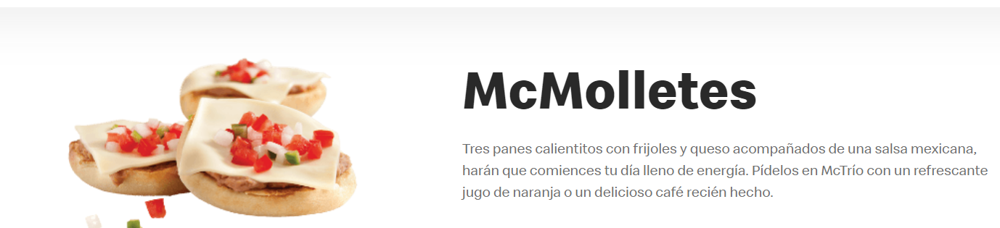 McMolletes
Tres panes calientitos con frijoles y queso acompañados de una salsa mexicana,
harán que comiences tu día lleno de energía. Pídelos en McTrío con un refrescante
jugo de naranja o un delicioso café recién hecho.